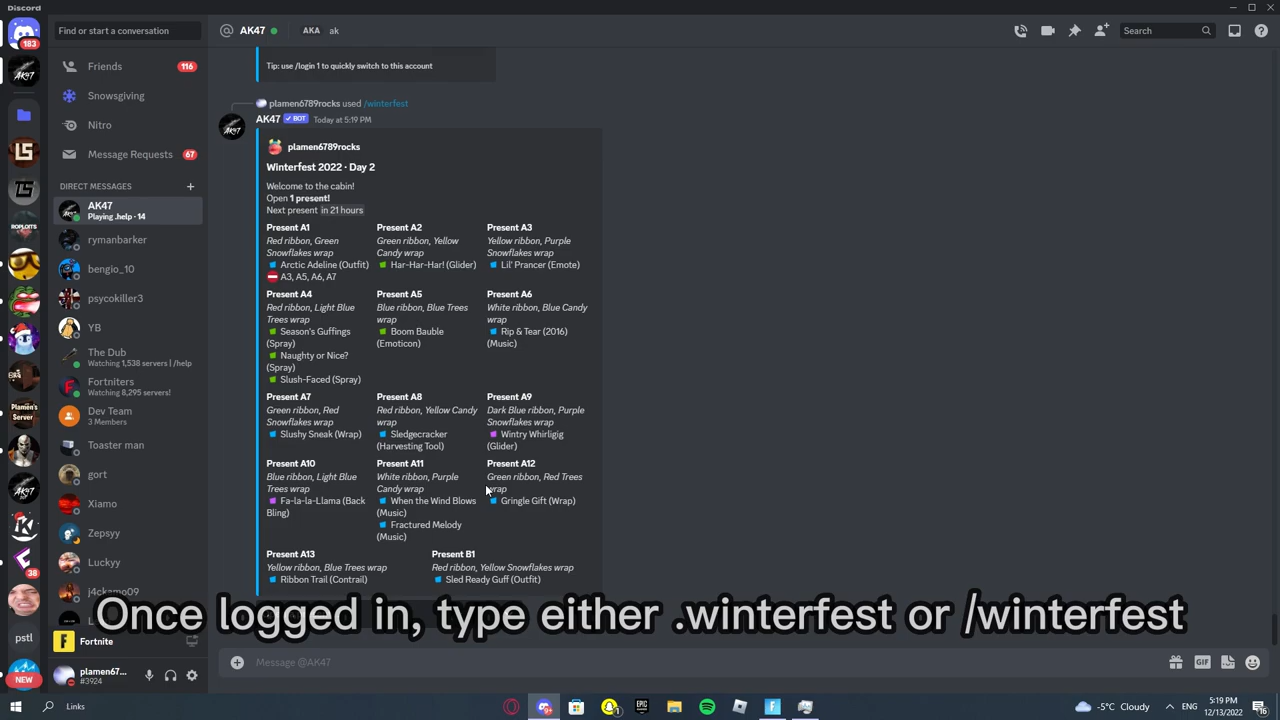 Discord
Find or start a conversation
@ AK47
AKA ak
Search
183
Friends
116
Snowsgiving
Nitro
Message Requests
67
DIRECT MESSAGES
AK47
Playing .help · 14
rymanbarker
bengio_10
psycokiller3
YB
The Dub
Watching 1,538 servers | /help
Fortniters
Watching 8,295 servers!
Dev Team
3 Members
Toaster man
gort
Xiamo
Zepsyy
Luckyy
j4ckamo09
Fortnite
plamen67...
#3924
38
pstl
NEW
Plamen's
Server
Tip: use /login 1 to quickly switch to this account
plamen6789rocks used /winterfest
AK47 BOT Today at 5:19 PM
plamen6789rocks
Winterfest 2022 · Day 2
Welcome to the cabin!
Open 1 present!
Next present in 21 hours
Present A1
Red ribbon, Green
Snowflakes wrap
Arctic Adeline (Outfit)
A3, A5, A6, A7
Present A2
Green ribbon, Yellow
Candy wrap
Har-Har-Har! (Glider)
Present A3
Yellow ribbon, Purple
Snowflakes wrap
Lil' Prancer (Emote)
Present A4
Red ribbon, Light Blue
Trees wrap
Season's Guffings
(Spray)
Naughty or Nice?
(Spray)
Slush-Faced (Spray)
Present A5
Blue ribbon, Blue Trees
wrap
Boom Bauble
(Emoticon)
Present A6
White ribbon, Blue Candy
wrap
Rip & Tear (2016)
(Music)
Present A7
Green ribbon, Red
Snowflakes wrap
Slushy Sneak (Wrap)
Present A8
Red ribbon, Yellow Candy
wrap
Sledgecracker
(Harvesting Tool)
Present A9
Dark Blue ribbon, Purple
Snowflakes wrap
Wintry Whirligig
(Glider)
Present A10
Blue ribbon, Light Blue
Trees wrap
Fa-la-la-Llama (Back
Bling)
Present A11
White ribbon, Purple
Candy wrap
When the Wind Blows
(Music)
Fractured Melody
(Music)
Present A12
Green ribbon, Red Trees
wrap
Gringle Gift (Wrap)
Present A13
Yellow ribbon, Blue Trees wrap
Ribbon Trail (Contrail)
Present B1
Red ribbon, Yellow Snowflakes wrap
Sled Ready Guff (Outfit)
Once logged in, type either .winterfest or /winterfest
Message @AK47
GIF
Links
-5°C Cloudy
ENG
5:19 PM
12/13/2022
16